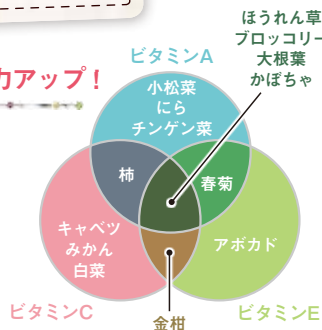 ほうれん草
ブロッコリー
大根葉
かぼちゃ
力アップ！
ビタミンA
小松菜
にら
チンゲン菜
柿
春菊
キャベツ
みかん
白菜
アボカド
ビタミンC
金柑
ビタミンE